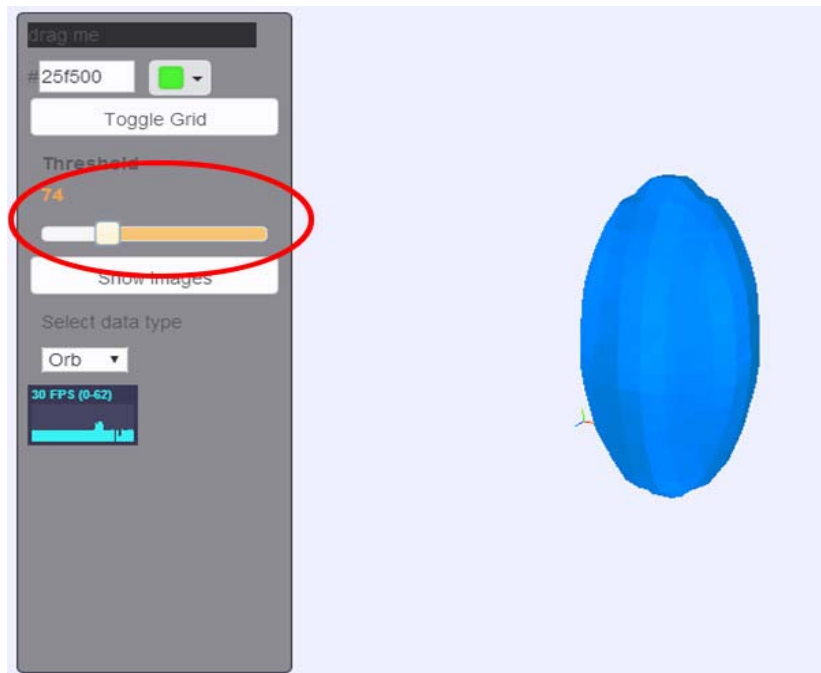 drag me
#25f500
Toggle Grid
Threshold
74
Show Images
Select data type
Orb
30 FPS (0-62)